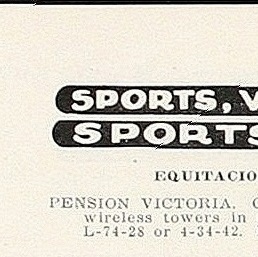 SPORTS, V
SPORTS
EQUITACIO
PENSION VICTORIA, C
wireless towers in
L-74-28 or 4-34-42.